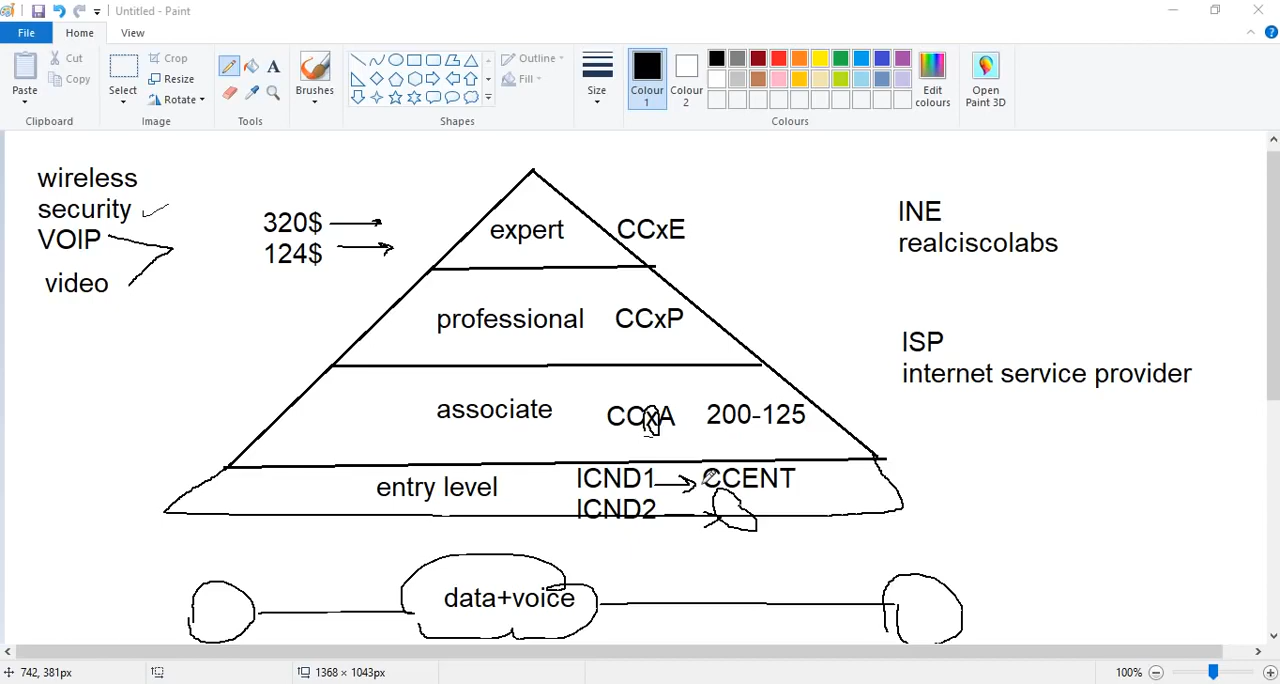 Untitled - Paint
File
Home
View
Paste
Cut
Copy
Clipboard
Select
Crop
Resize
Rotate
Image
A
Tools
Brushes
Shapes
Outline
Fill
Size
Colour 1
Colour 2
Edit colours
Open Paint 3D
Colours
wireless
security
VOIP
video
320$
124$
expert CCxE
professional CCxP
associate CCxA 200-125
entry level ICND1 CCENT
ICND2
INE
realciscolabs
ISP
internet service provider
data+voice
742, 381px
1368 × 1043px
100%